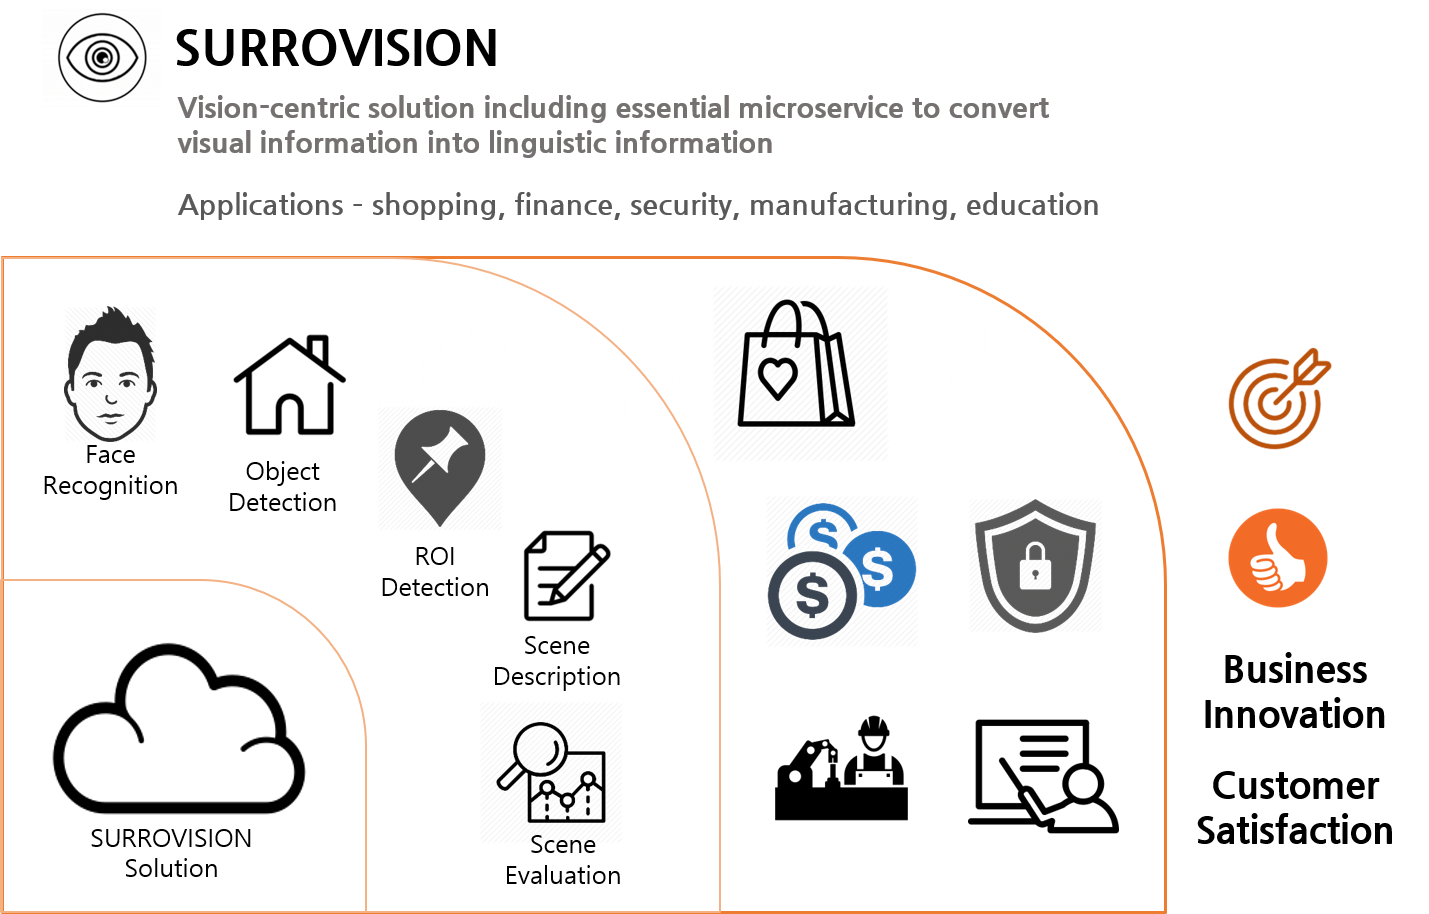 SURROVISION
Vision-centric solution including essential microservice to convert
visual information into linguistic information
Applications - shopping, finance, security, manufacturing, education
Face
Recognition
Object
Detection
ROI
Detection
Scene
Description
Scene
Evaluation
SURROVISION
Solution
$
$
$
Business
Innovation
Customer
Satisfaction